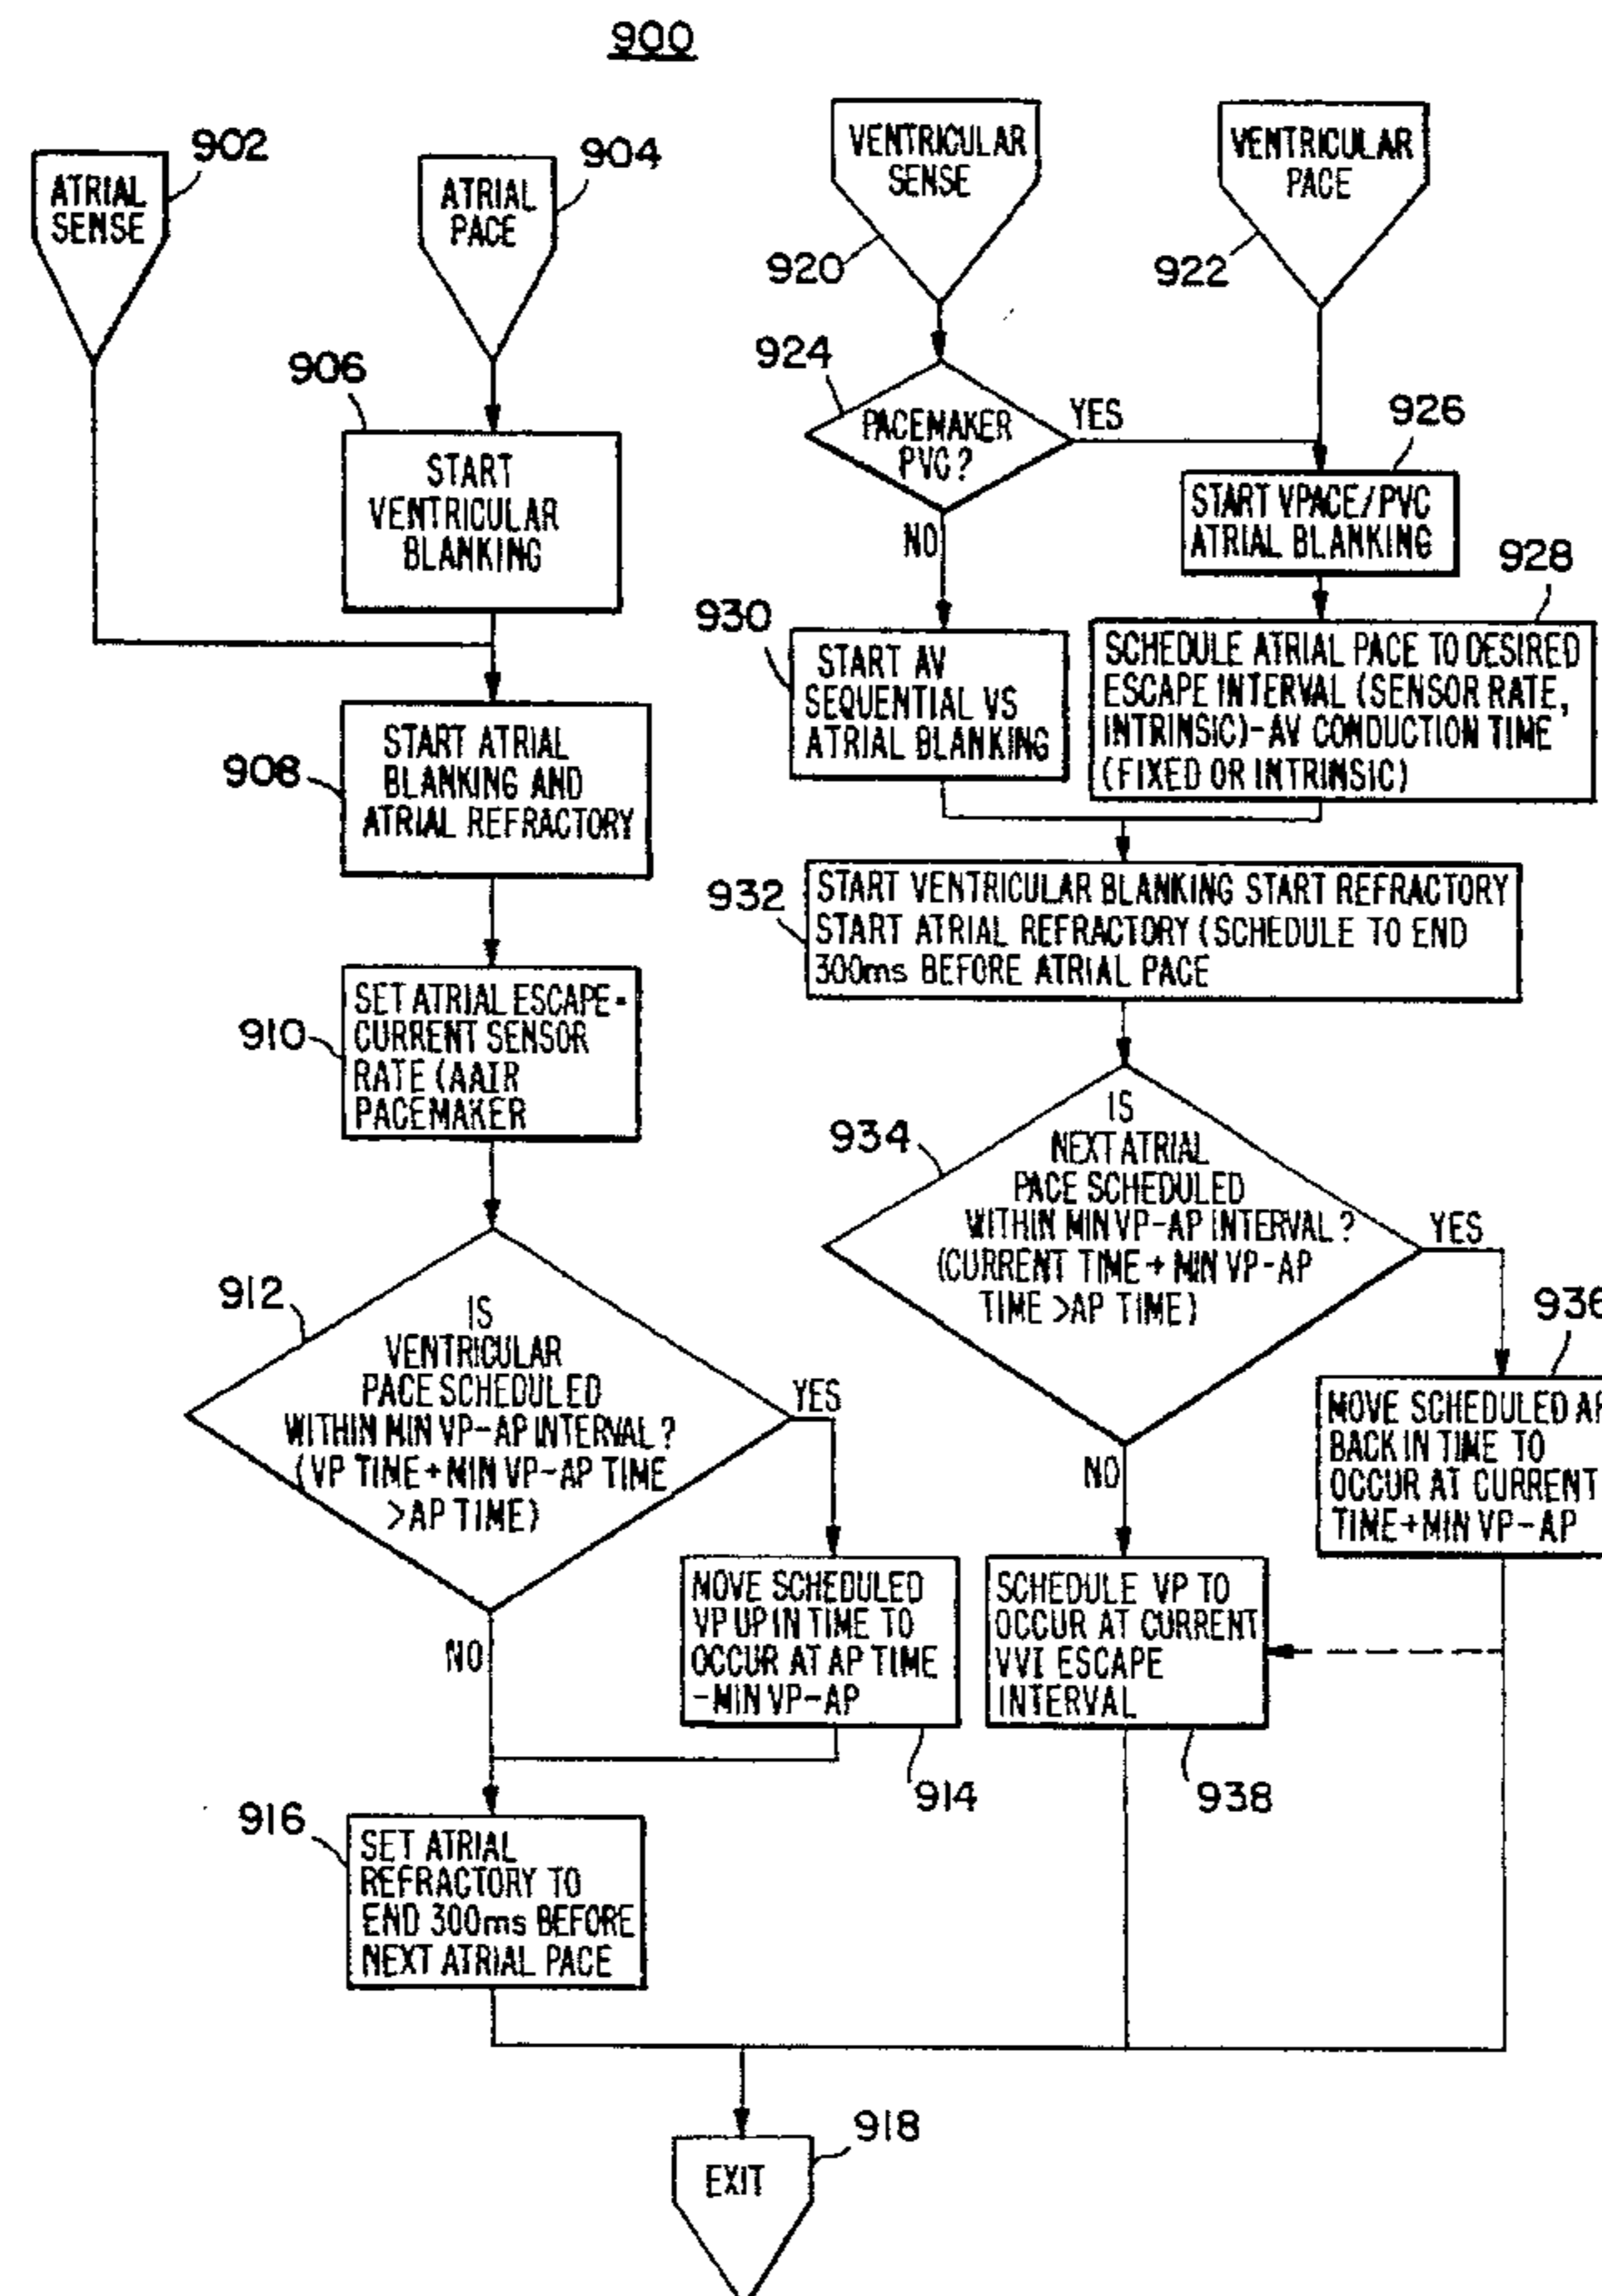 900
902
ATRIAL
SENSE
904
ATRIAL
PACE
906
START
VENTRICULAR
BLANKING
908
START ATRIAL
BLANKING AND
ATRIAL REFRACTORY
910
SET ATRIAL ESCAPE=
CURRENT SENSOR
RATE (AAIR
PACEMAKER
912
IS
VENTRICULAR
PACE SCHEDULED
WITHIN MIN VP-AP INTERVAL?
(VP TIME+MIN VP-AP TIME
>AP TIME)
YES
NO
MOVE SCHEDULED
VP UP IN TIME TO
OCCUR AT AP TIME
-MIN VP-AP
914
916
SET ATRIAL
REFRACTORY TO
END 300ms BEFORE
NEXT ATRIAL PACE
VENTRICULAR
SENSE
920
VENTRICULAR
PACE
922
924
PACEMAKER
PVC?
YES
NO
926
START VPACE/PVC
ATRIAL BLANKING
928
SCHEDULE ATRIAL PACE TO DESIRED
ESCAPE INTERVAL (SENSOR RATE,
INTRINSIC)-AV CONDUCTION TIME
(FIXED OR INTRINSIC)
930
START AV
SEQUENTIAL VS
ATRIAL BLANKING
932
START VENTRICULAR BLANKING START REFRACTORY
START ATRIAL REFRACTORY (SCHEDULE TO END
300ms BEFORE ATRIAL PACE
934
IS
NEXT ATRIAL
PACE SCHEDULED
WITHIN MIN VP-AP INTERVAL?
(CURRENT TIME+ MIN VP-AP
TIME >AP TIME)
YES
NO
936
MOVE SCHEDULED AP
BACK IN TIME TO
OCCUR AT CURRENT
TIME+MIN VP-AP
SCHEDULE VP TO
OCCUR AT CURRENT
VVI ESCAPE
INTERVAL
938
918
EXIT